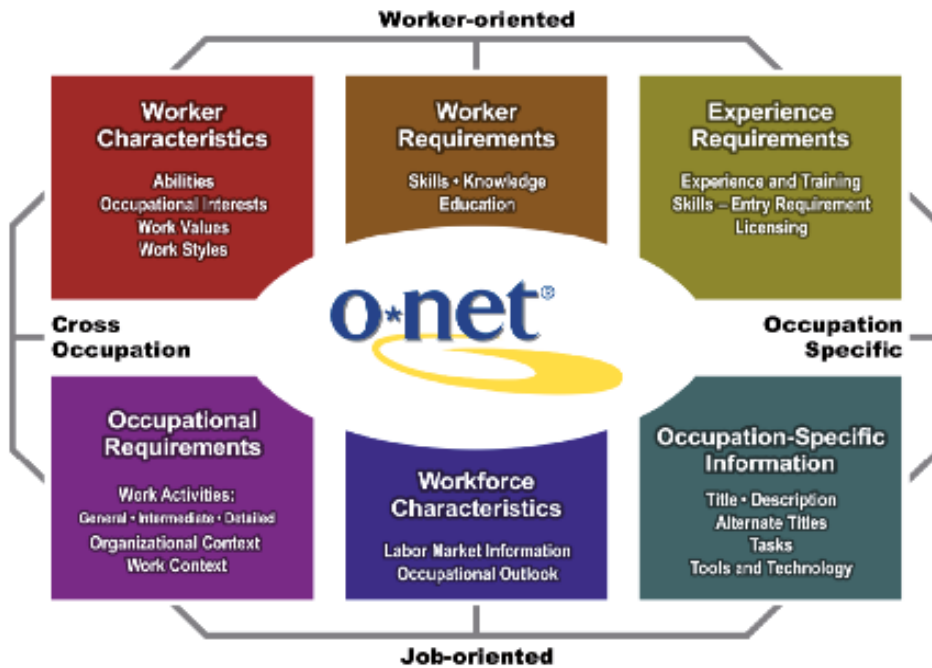 Worker-oriented
Worker
Characteristics
Abilities
Occupational Interests
Work Values
Work Styles
Worker
Requirements
Skills • Knowledge
Education
Experience
Requirements
Experience and Training
Skills – Entry Requirement
Licensing
o*net®
Cross
Occupation
Occupation
Specific
Occupational
Requirements
Work Activities:
General • Intermediate • Detailed
Organizational Context
Work Context
Workforce
Characteristics
Labor Market Information
Occupational Outlook
Occupation-Specific
Information
Title • Description
Alternate Titles
Tasks
Tools and Technology
Job-oriented